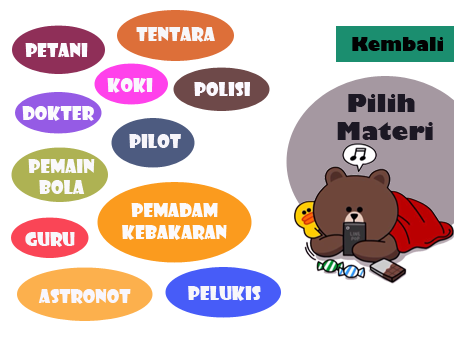 PETANI
TENTARA
KOKI
POLISI
DOKTER
PILOT
PEMAIN
BOLA
PEMADAM
KEBAKARAN
GURU
ASTRONOT
PELUKIS
Kembali
Pilih
Materi